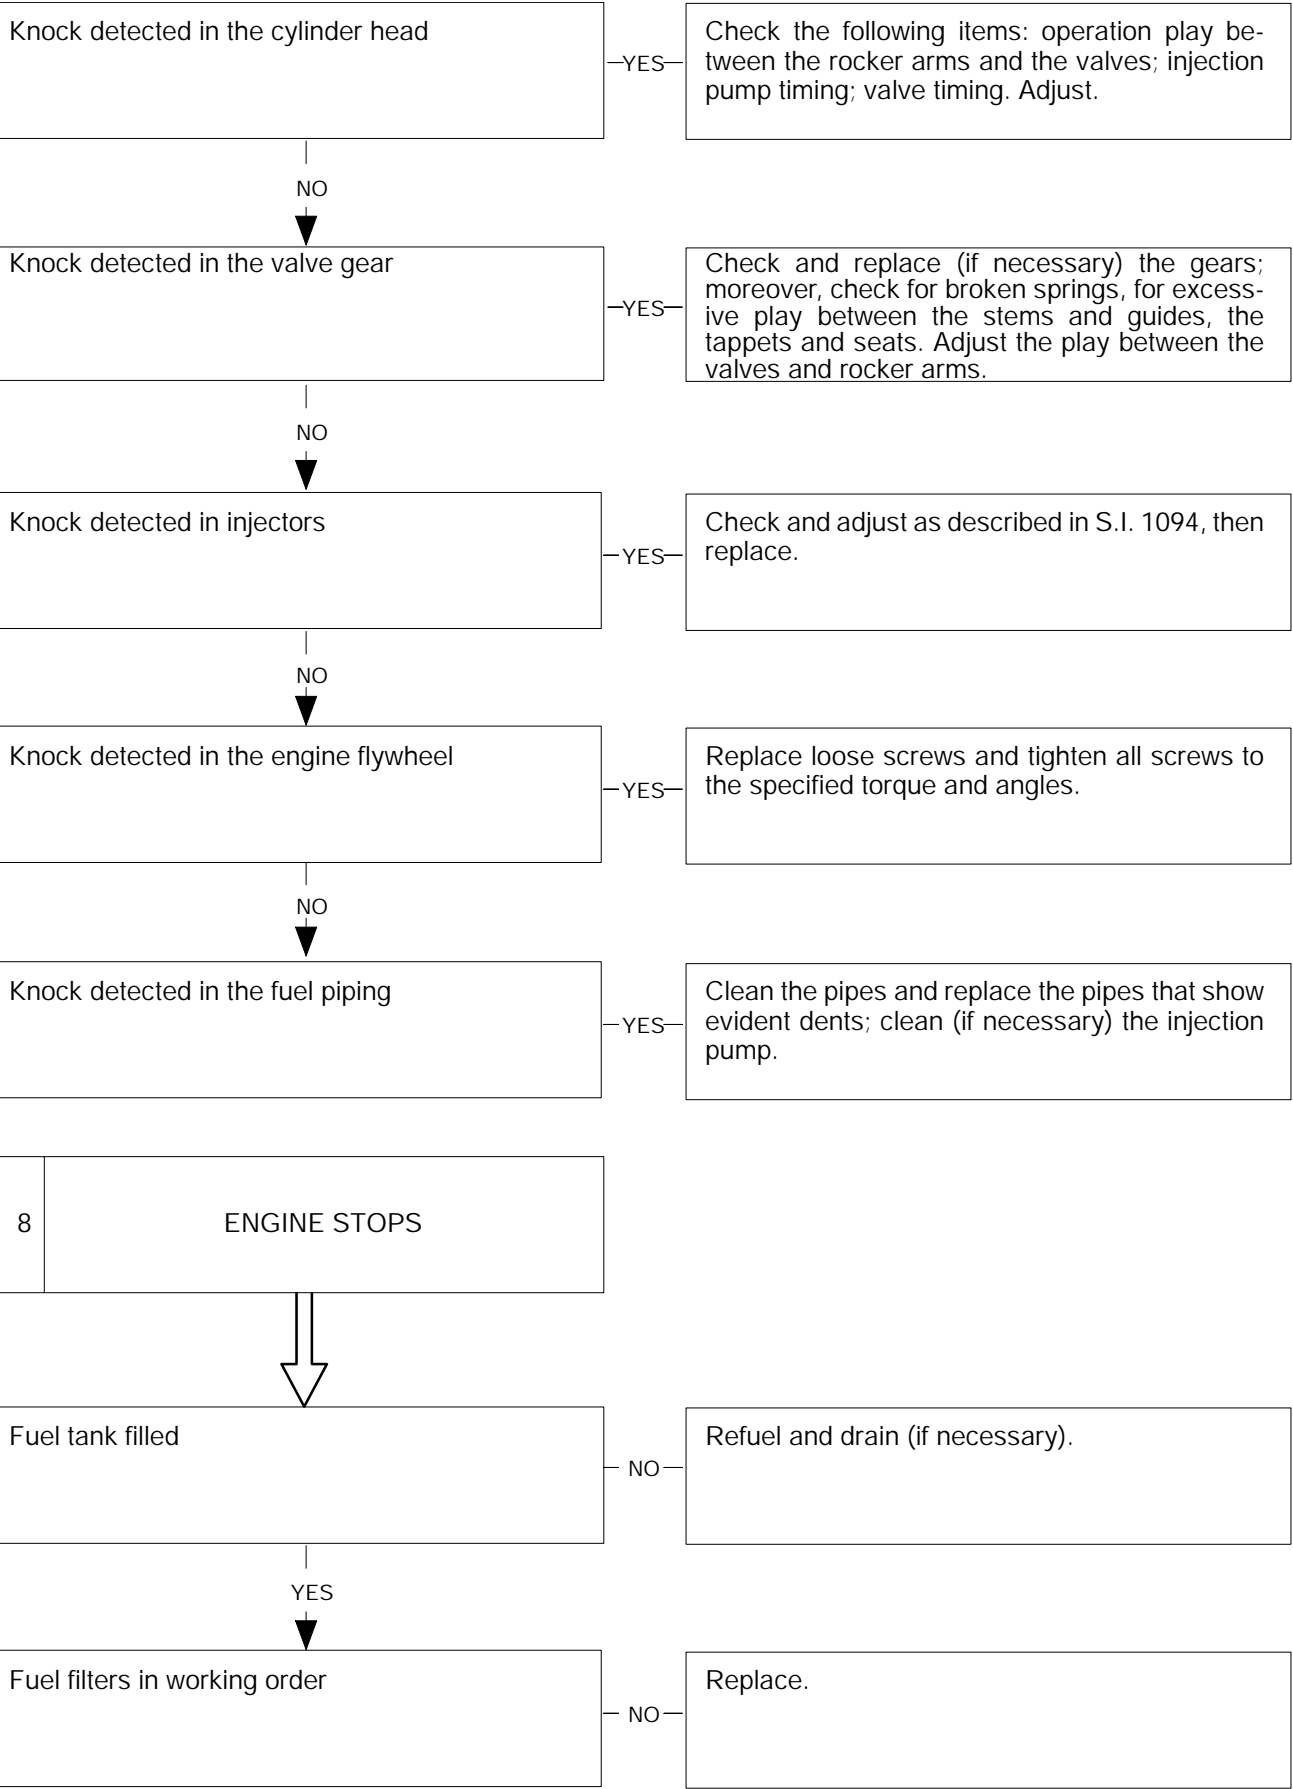 Knock detected in the cylinder head
YES
Check the following items: operation play be-
tween the rocker arms and the valves; injection
pump timing; valve timing. Adjust.
NO
Knock detected in the valve gear
YES
Check and replace (if necessary) the gears;
moreover, check for broken springs, for excess-
ive play between the stems and guides, the
tappets and seats. Adjust the play between the
valves and rocker arms.
NO
Knock detected in injectors
YES
Check and adjust as described in S.I. 1094, then
replace.
NO
Knock detected in the engine flywheel
YES
Replace loose screws and tighten all screws to
the specified torque and angles.
NO
Knock detected in the fuel piping
YES
Clean the pipes and replace the pipes that show
evident dents; clean (if necessary) the injection
pump.
8 ENGINE STOPS
Fuel tank filled
NO
Refuel and drain (if necessary).
YES
Fuel filters in working order
NO
Replace.